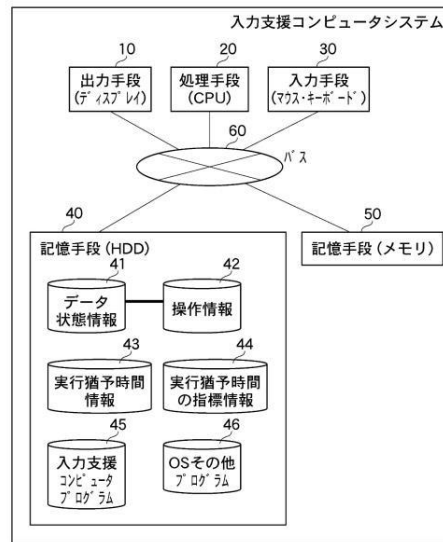 入力支援コンピュータシステム
10
20
30
出力手段
(ディスプレイ)
処理手段
(CPU)
入力手段
(マウス・キーボード)
60
バス
40
50
記憶手段(HDD)
記憶手段(メモリ)
41
42
データ
状態情報
操作情報
43
44
実行猶予時間
情報
実行猶予時間
の指標情報
45
46
入力支援
コンピュータ
プログラム
OSその他
プログラム